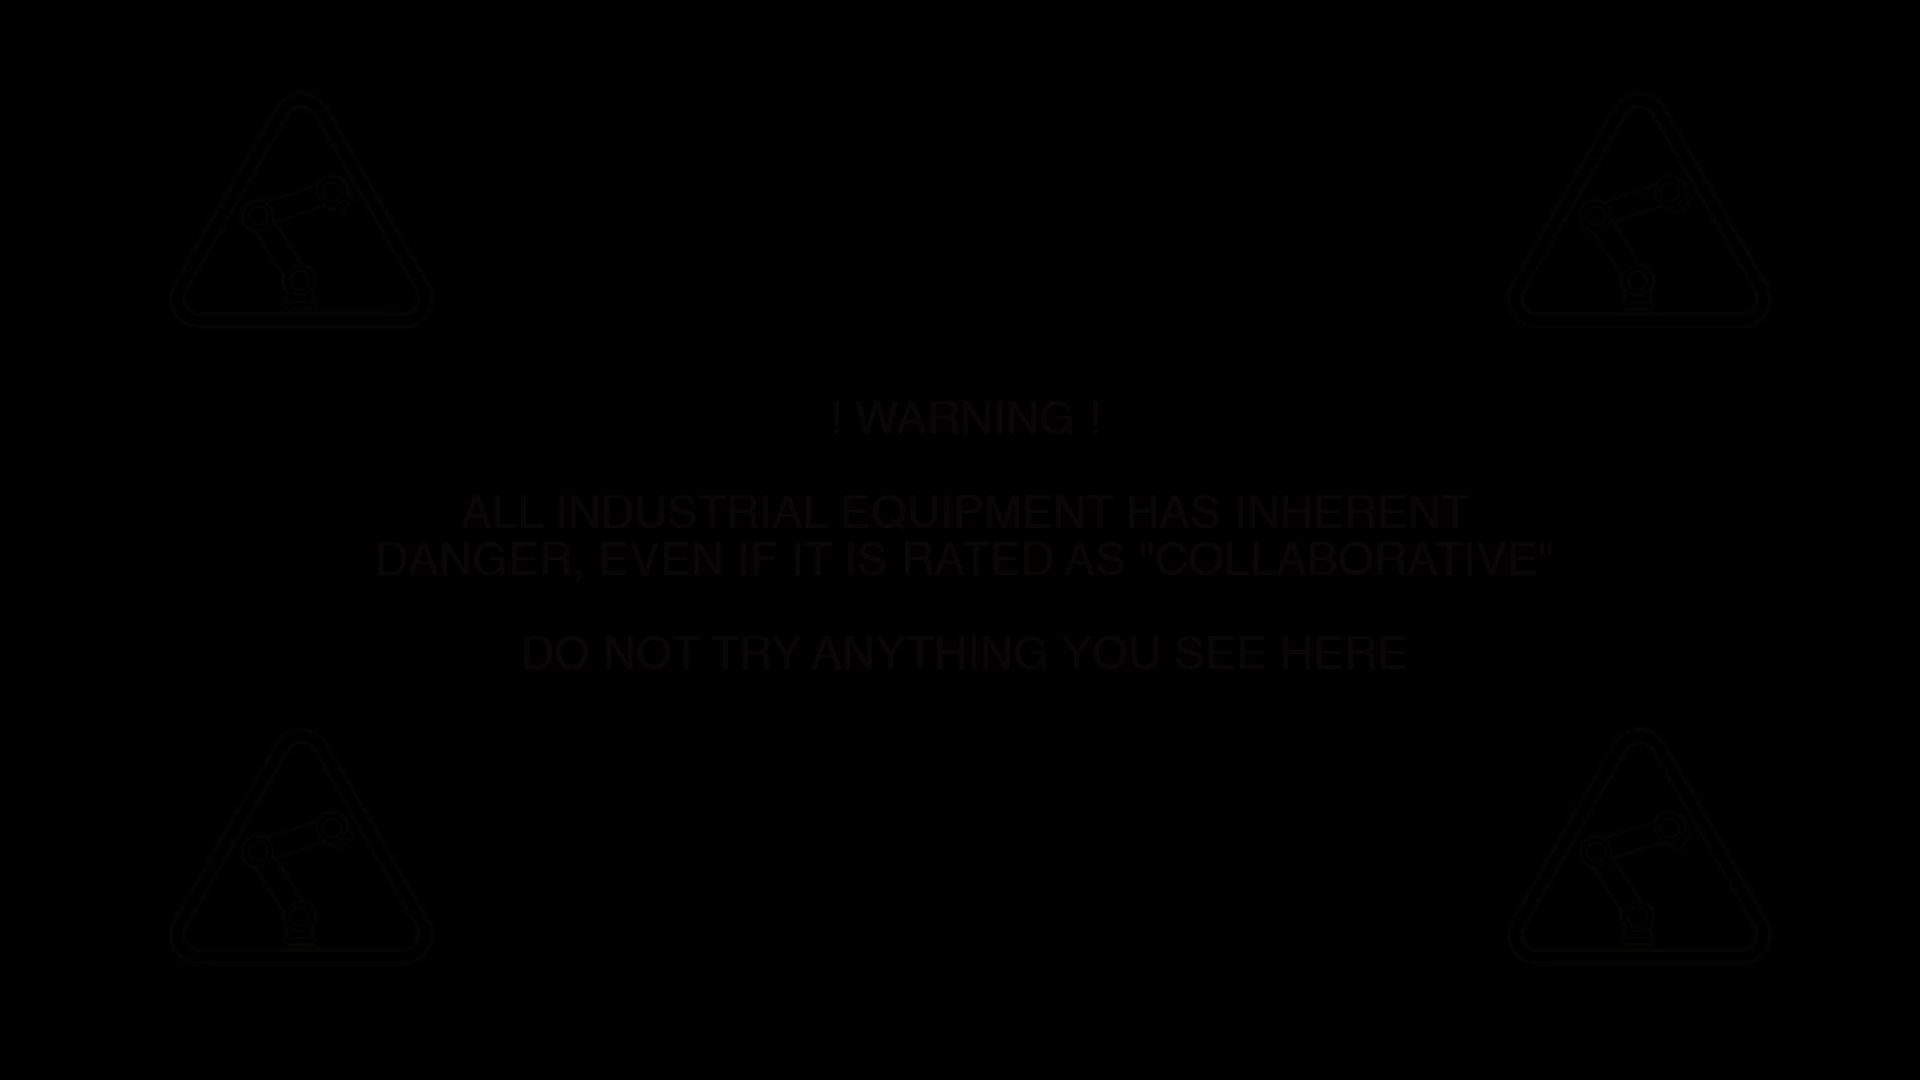 ! WARNING !
ALL INDUSTRIAL EQUIPMENT HAS INHERENT
DANGER, EVEN IF IT IS RATED AS "COLLABORATIVE"
DO NOT TRY ANYTHING YOU SEE HERE